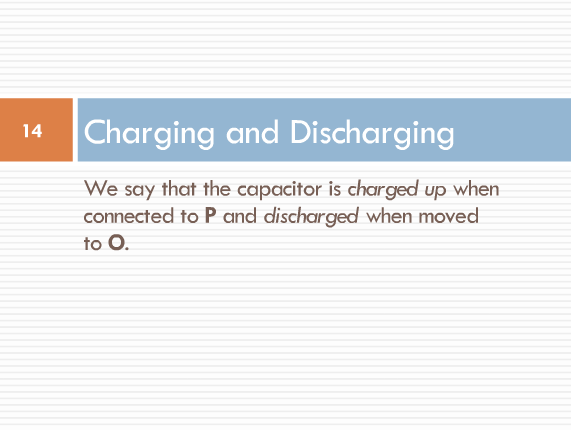 14
Charging and Discharging
We say that the capacitor is charged up when
connected to P and discharged when moved
to O.